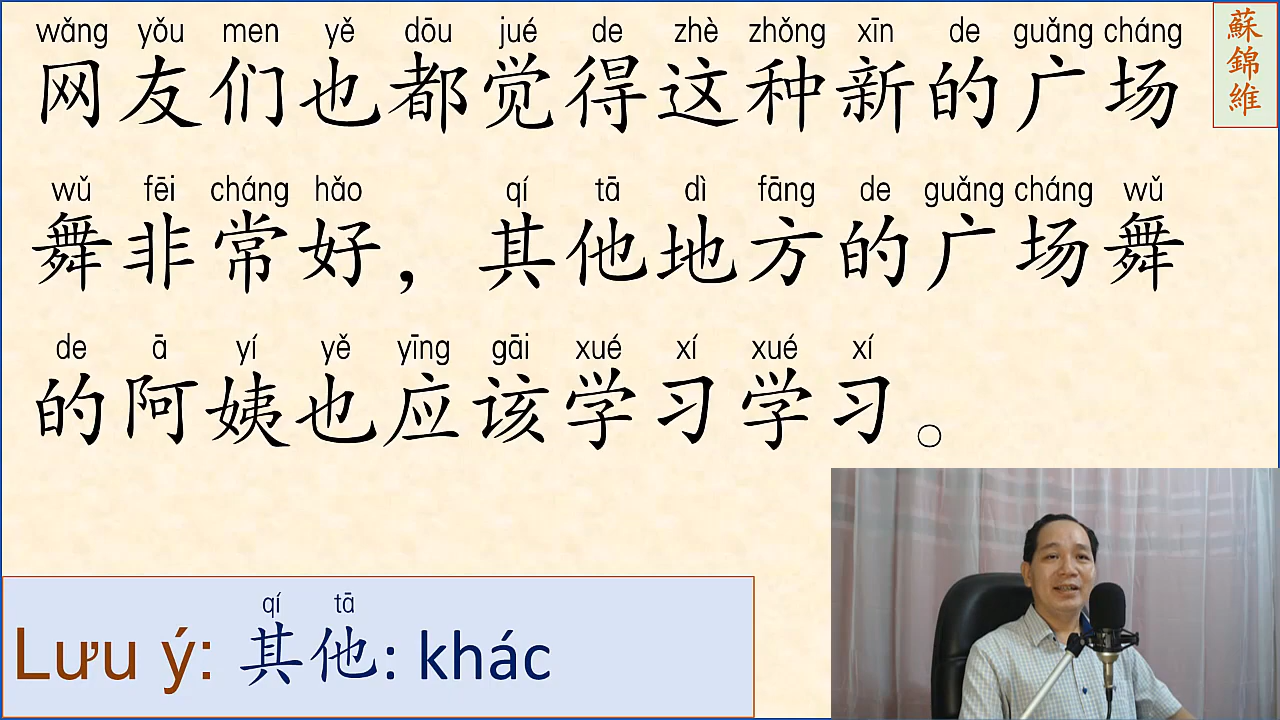 wǎng yǒu men yě dōu jué de zhè zhǒng xīn de guǎng cháng
网友们也都觉得这种新的广场
wǔ fēi cháng hǎo qí tā dì fāng de guǎng cháng wǔ
舞非常好，其他地方的广场舞
de ā yí yě yīng gāi xué xí xué xí
的阿姨也应该学习学习。
qí tā
Lưu ý: 其他: khác
蘇錦維